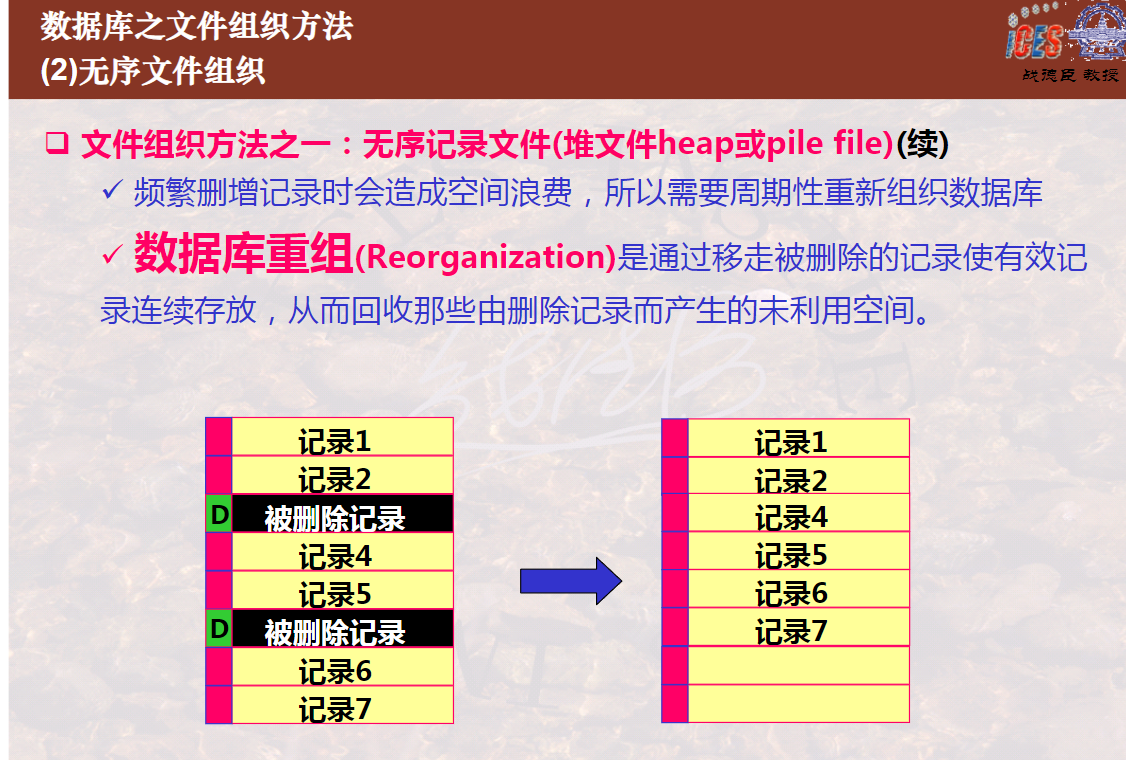 数据库之文件组织方法
(2)无序文件组织
iCES
战德臣 教授
文件组织方法之一：无序记录文件(堆文件heap或pile file)(续)
频繁删增记录时会造成空间浪费，所以需要周期性重新组织数据库
数据库重组(Reorganization)是通过移走被删除的记录使有效记
录连续存放，从而回收那些由删除记录而产生的未利用空间。
记录1
记录2
D 被删除记录
记录4
记录5
D 被删除记录
记录6
记录7
记录1
记录2
记录4
记录5
记录6
记录7